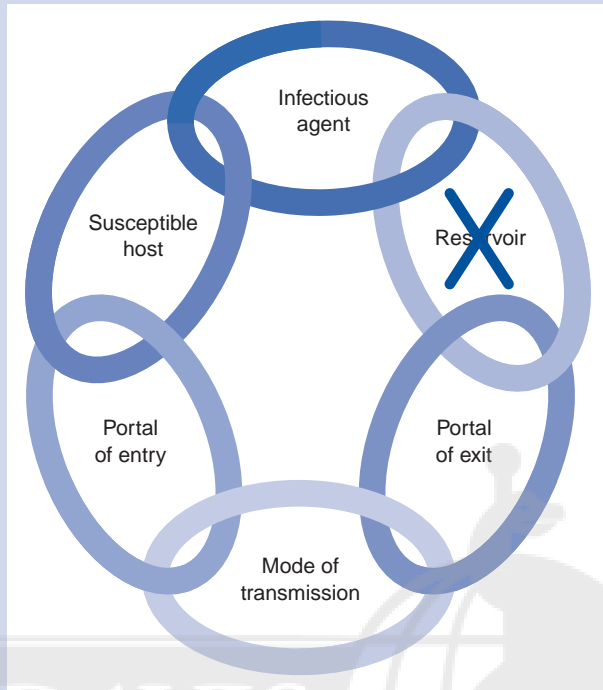 Infectious
agent
Reservoir
Portal
of exit
Mode of
transmission
Portal
of entry
Susceptible
host